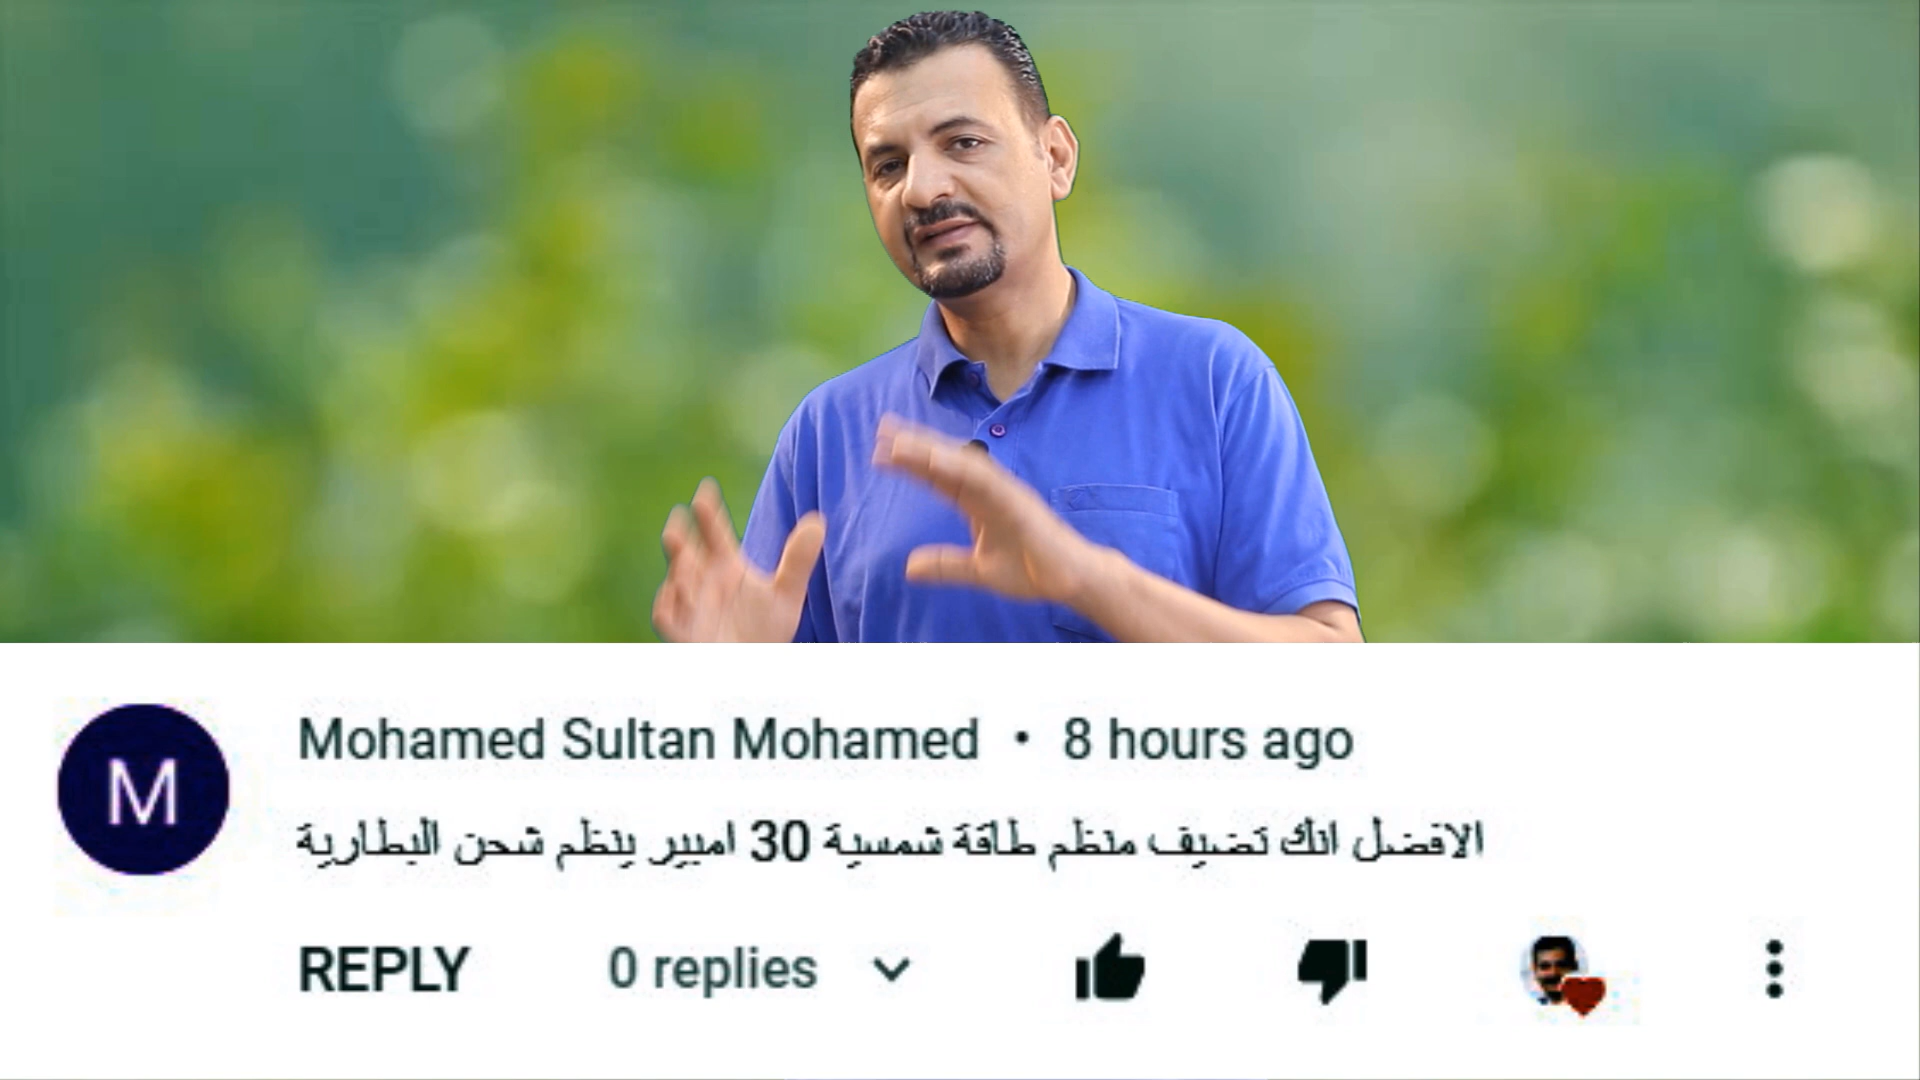 M
Mohamed Sultan Mohamed • 8 hours ago
الافضل انك تضيف منظم طاقة شمسية 30 امبير ينظم شحن البطارية
REPLY 0 replies